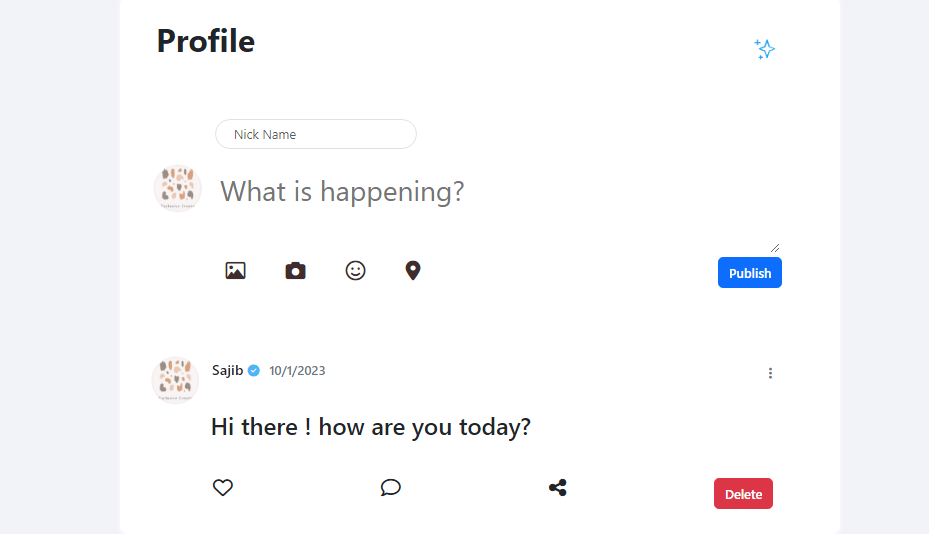 Profile
Nick Name
What is happening?
Publish
Sajib 10/1/2023
Hi there ! how are you today?
Delete